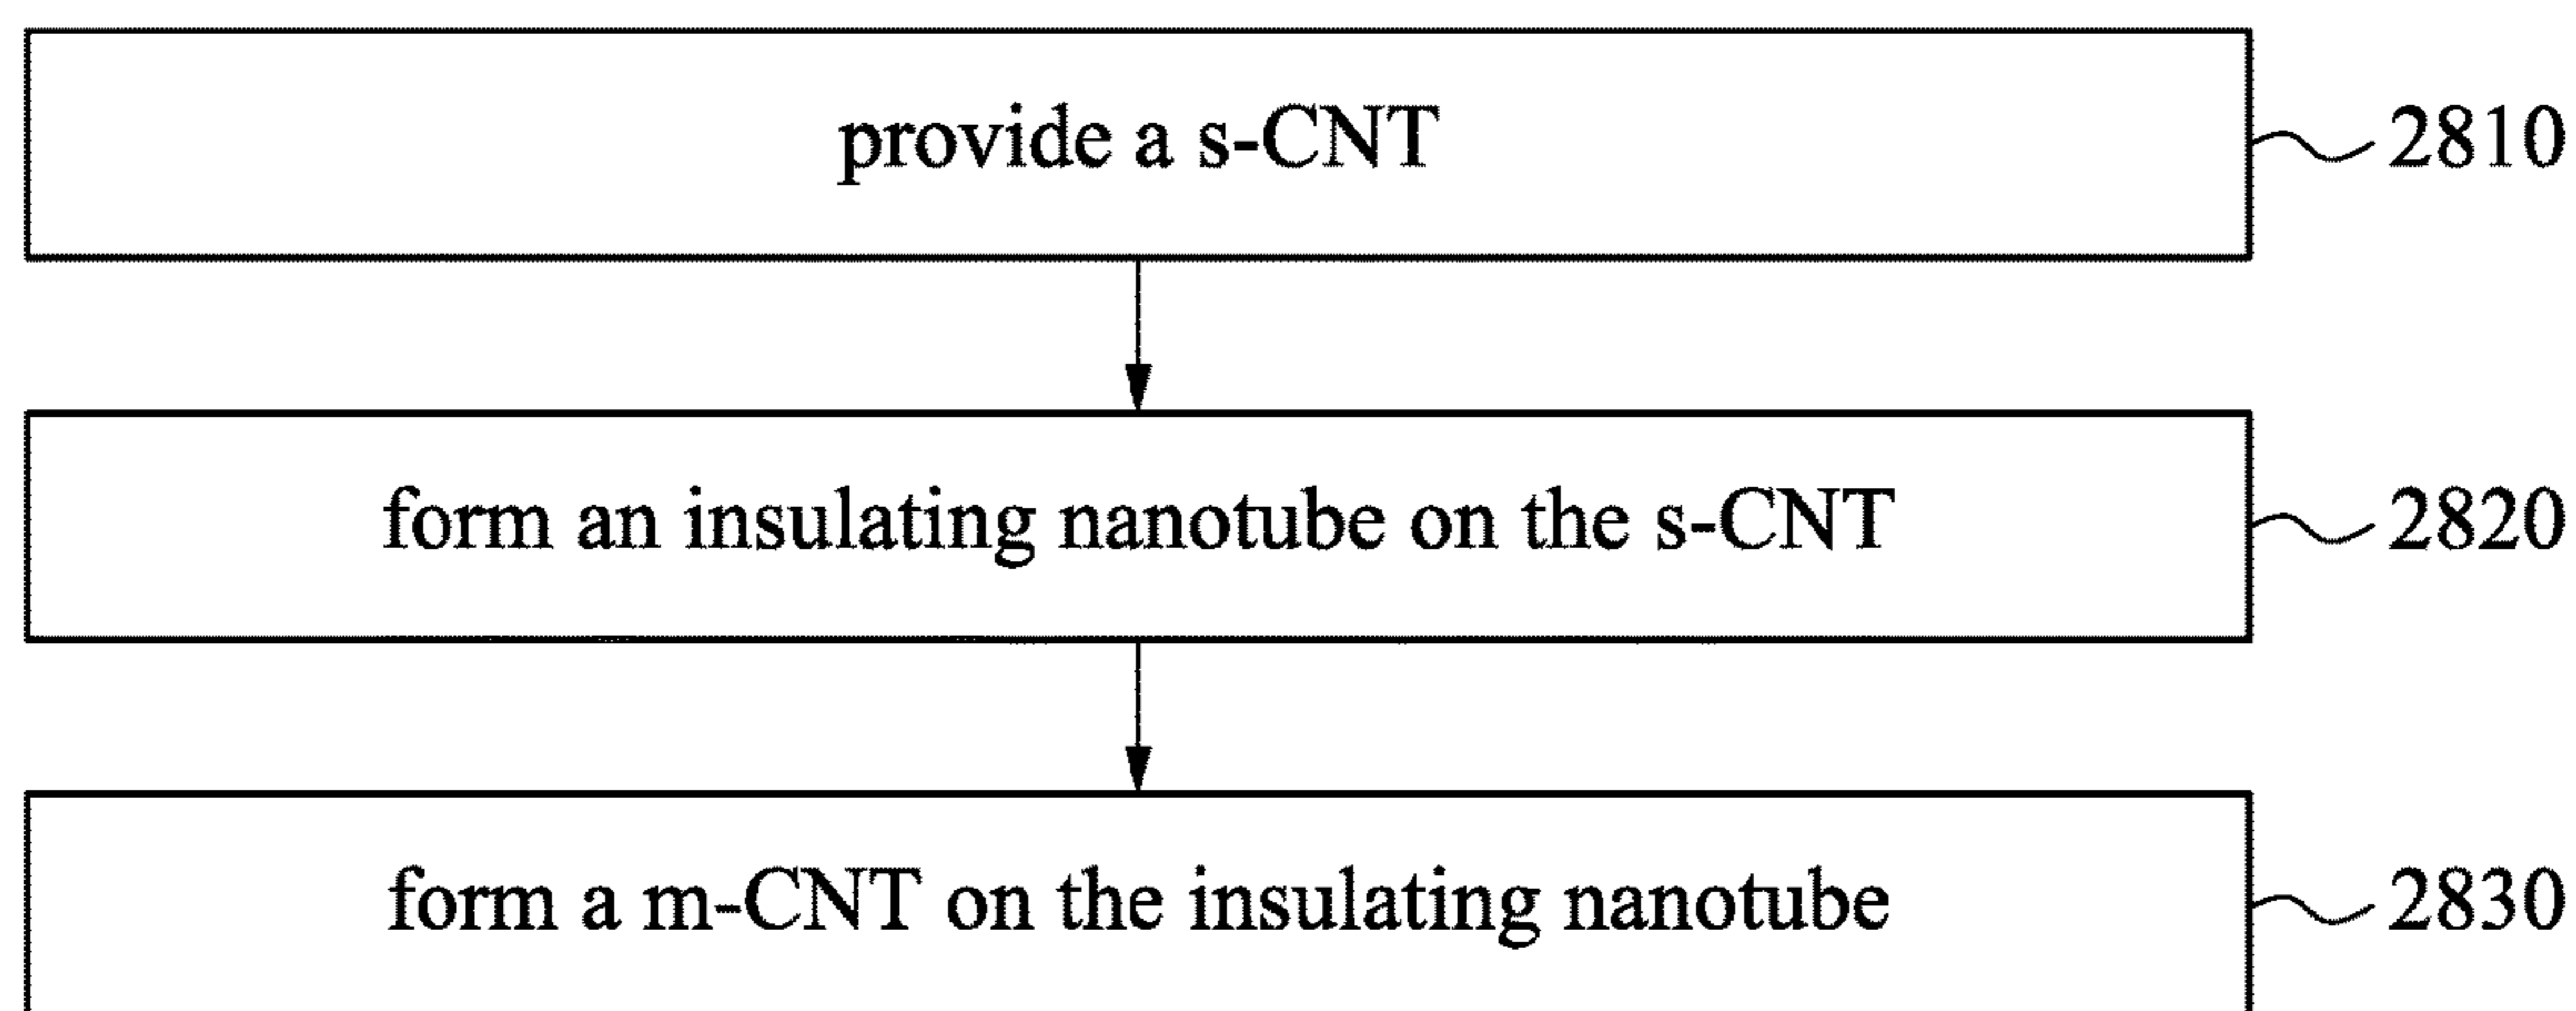 provide a s-CNT 2810
form an insulating nanotube on the s-CNT 2820
form a m-CNT on the insulating nanotube 2830